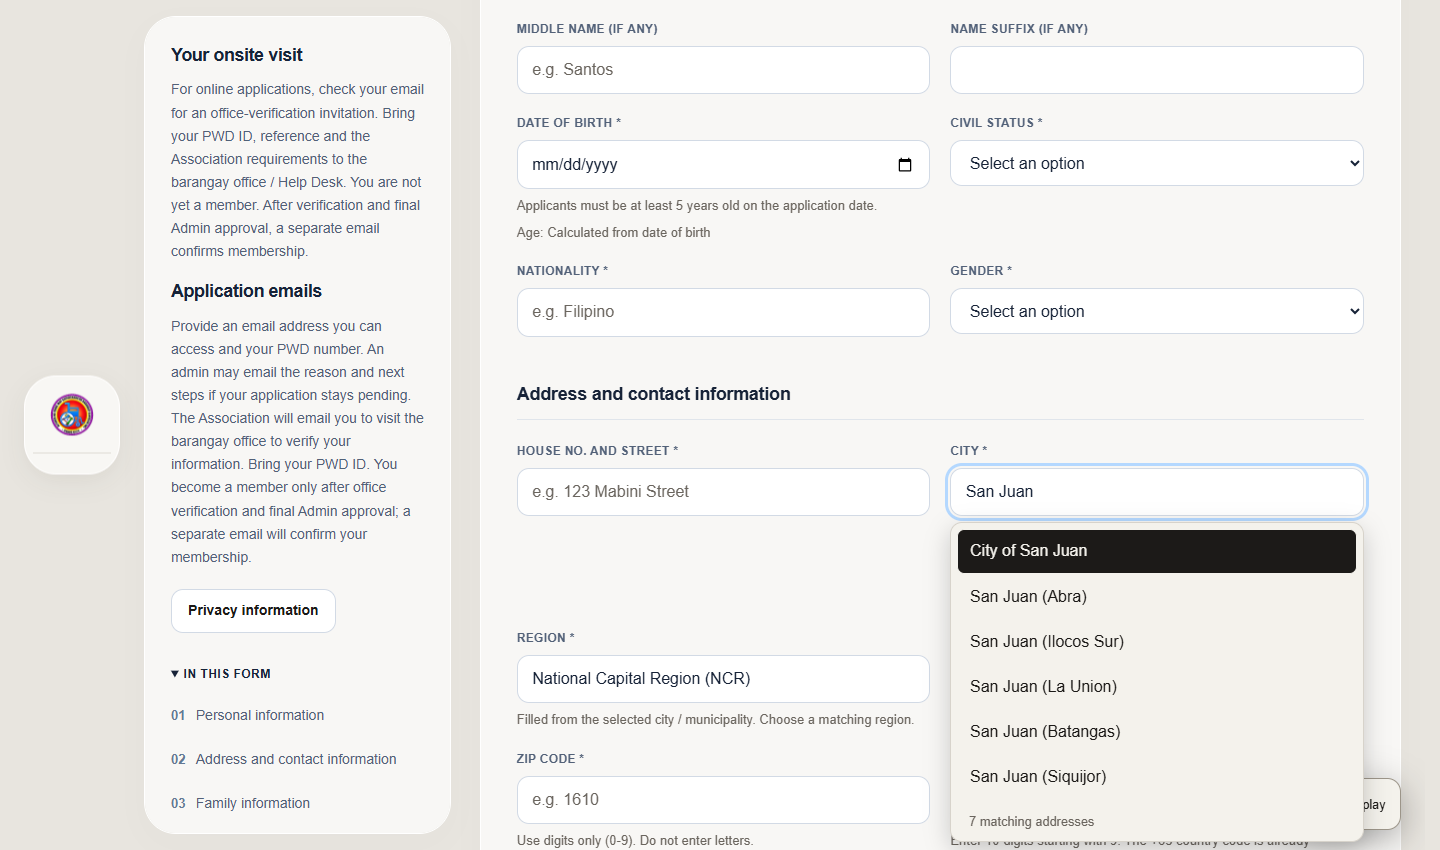 Your onsite visit
For online applications, check your email
for an office-verification invitation. Bring
your PWD ID, reference and the
Association requirements to the
barangay office / Help Desk. You are not
yet a member. After verification and final
Admin approval, a separate email
confirms membership.
Application emails
Provide an email address you can
access and your PWD number. An
admin may email the reason and next
steps if your application stays pending.
The Association will email you to visit the
barangay office to verify your
information. Bring your PWD ID. You
become a member only after office
verification and final Admin approval; a
separate email will confirm your
membership.
Privacy information
▼ IN THIS FORM
01 Personal information
02 Address and contact information
03 Family information
MIDDLE NAME (IF ANY)
e.g. Santos
NAME SUFFIX (IF ANY)
DATE OF BIRTH *
mm/dd/yyyy
Applicants must be at least 5 years old on the application date.
Age: Calculated from date of birth
CIVIL STATUS *
Select an option
NATIONALITY *
e.g. Filipino
GENDER *
Select an option
Address and contact information
HOUSE NO. AND STREET *
e.g. 123 Mabini Street
CITY *
San Juan
City of San Juan
San Juan (Abra)
San Juan (Ilocos Sur)
San Juan (La Union)
San Juan (Batangas)
San Juan (Siquijor)
7 matching addresses
REGION *
National Capital Region (NCR)
Filled from the selected city / municipality. Choose a matching region.
ZIP CODE *
e.g. 1610
Use digits only (0-9). Do not enter letters.
play